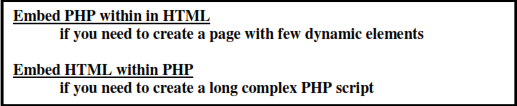 Embed PHP within in HTML
if you need to create a page with few dynamic elements
Embed HTML within PHP
if you need to create a long complex PHP script